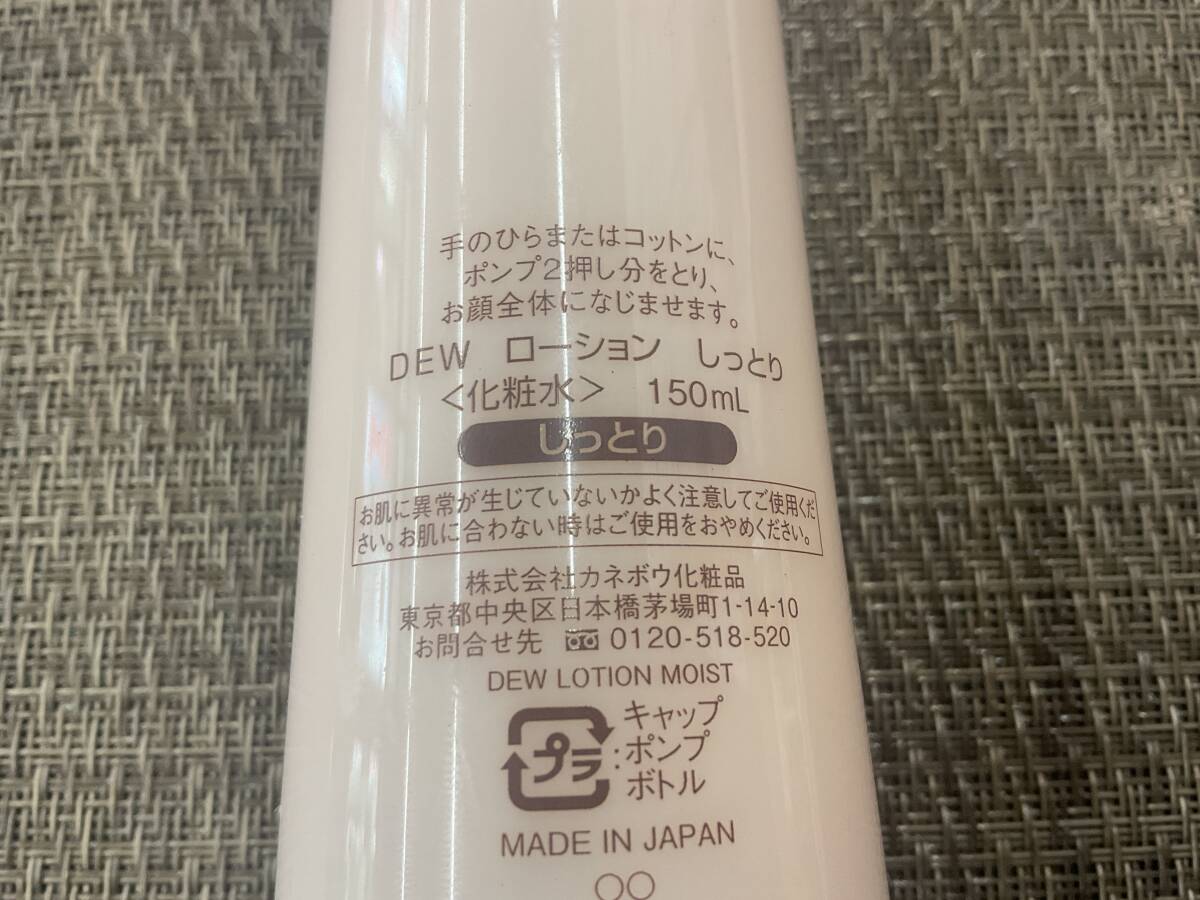 手のひらまたはコットンに、
ポンプ2押し分をとり、
お顔全体になじませます。
DEW ローション しっとり
<化粧水> 150mL
しっとり
お肌に異常が生じていないかよく注意してご使用くだ
さい。お肌に合わない時はご使用をおやめください。
株式会社カネボウ化粧品
東京都中央区日本橋茅場町1-14-10
お問合せ先 0120-518-520
DEW LOTION MOIST
プラ : キャップ
ポンプ
ボトル
MADE IN JAPAN
○○